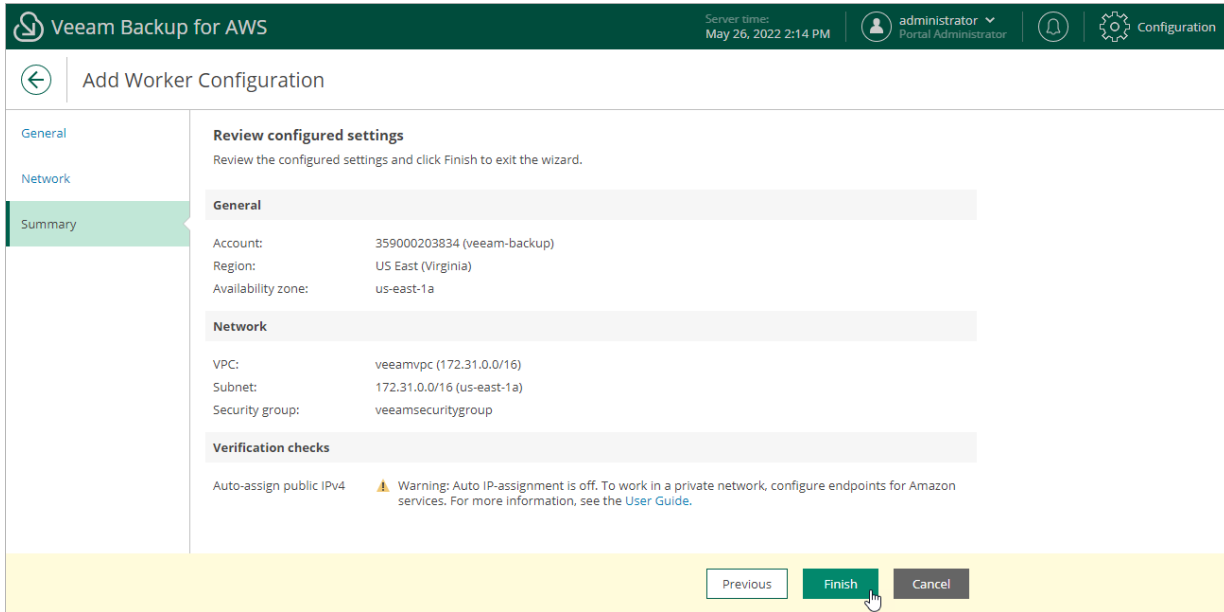 Veeam Backup for AWS
Server time:
May 26, 2022 2:14 PM
administrator
Portal Administrator
Configuration
Add Worker Configuration
General
Network
Summary
Review configured settings
Review the configured settings and click Finish to exit the wizard.
General
Account: 359000203834 (veeam-backup)
Region: US East (Virginia)
Availability zone: us-east-1a
Network
VPC: veeamvpc (172.31.0.0/16)
Subnet: 172.31.0.0/16 (us-east-1a)
Security group: veeamsecuritygroup
Verification checks
Auto-assign public IPv4 Warning: Auto IP-assignment is off. To work in a private network, configure endpoints for Amazon
services. For more information, see the User Guide.
Previous Finish Cancel